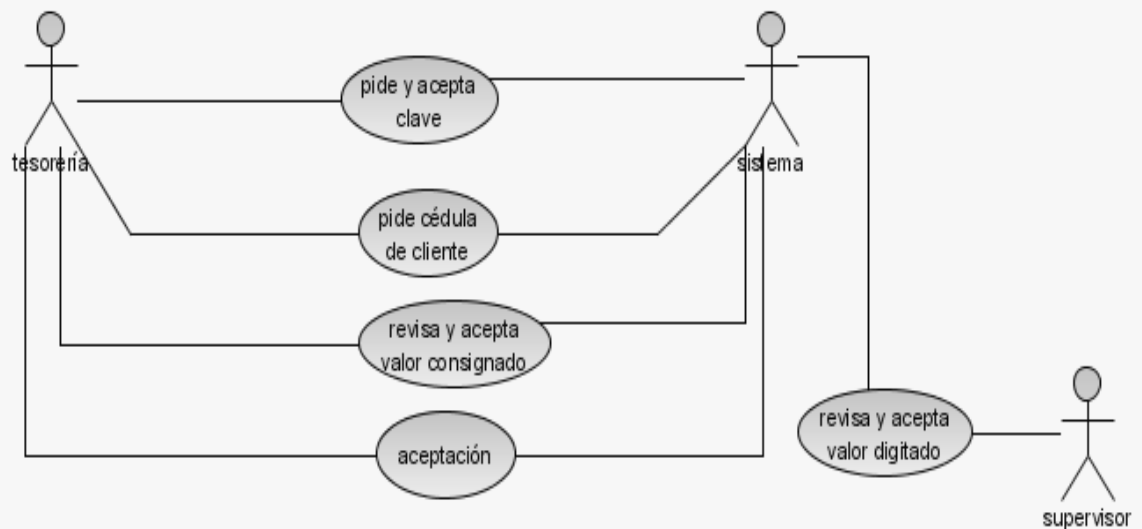 pide y acepta
clave
tesorería
sistema
pide cédula
de cliente
revisa y acepta
valor consignado
revisa y acepta
valor digitado
aceptación
supervisor